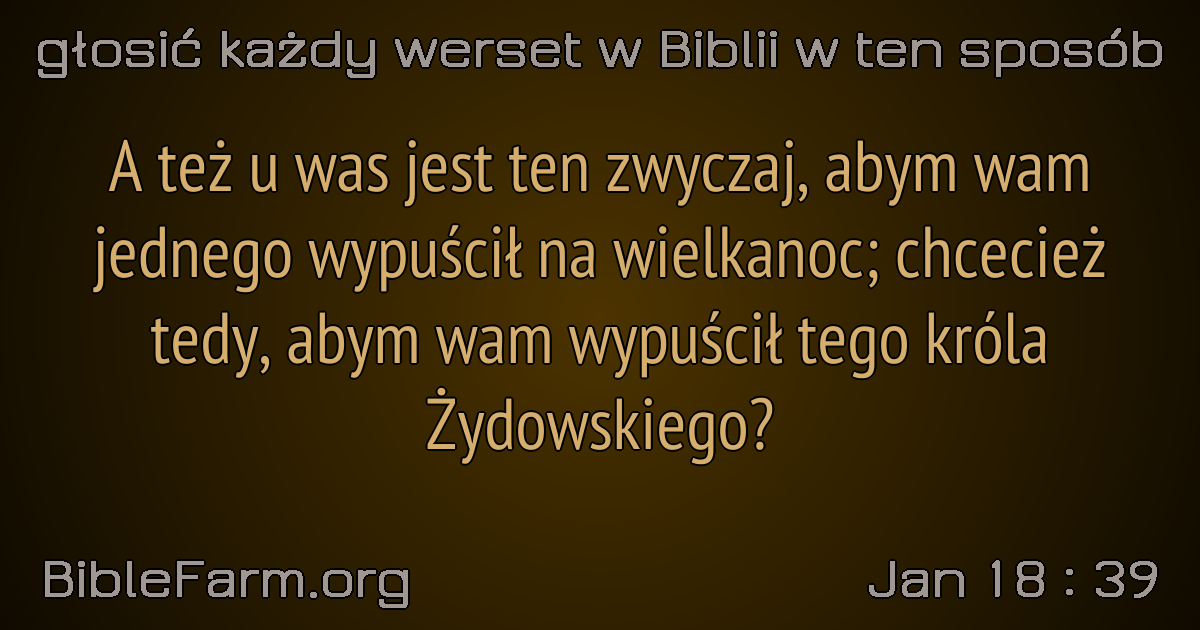 głosić każdy werset w Biblii w ten sposób
A też u was jest ten zwyczaj, abym wam
jednego wypuścił na wielkanoc; chcecież
tedy, abym wam wypuścił tego króla
Żydowskiego?
BibleFarm.org
Jan 18 : 39